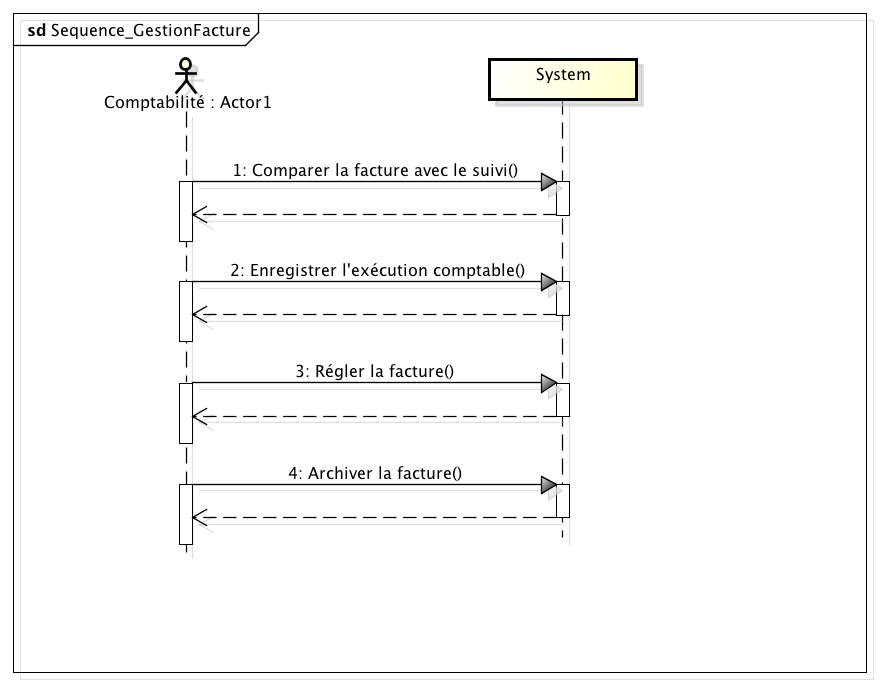 sd Sequence_GestionFacture
Comptabilité : Actor1
System
1: Comparer la facture avec le suivi()
2: Enregistrer l'exécution comptable()
3: Régler la facture()
4: Archiver la facture()